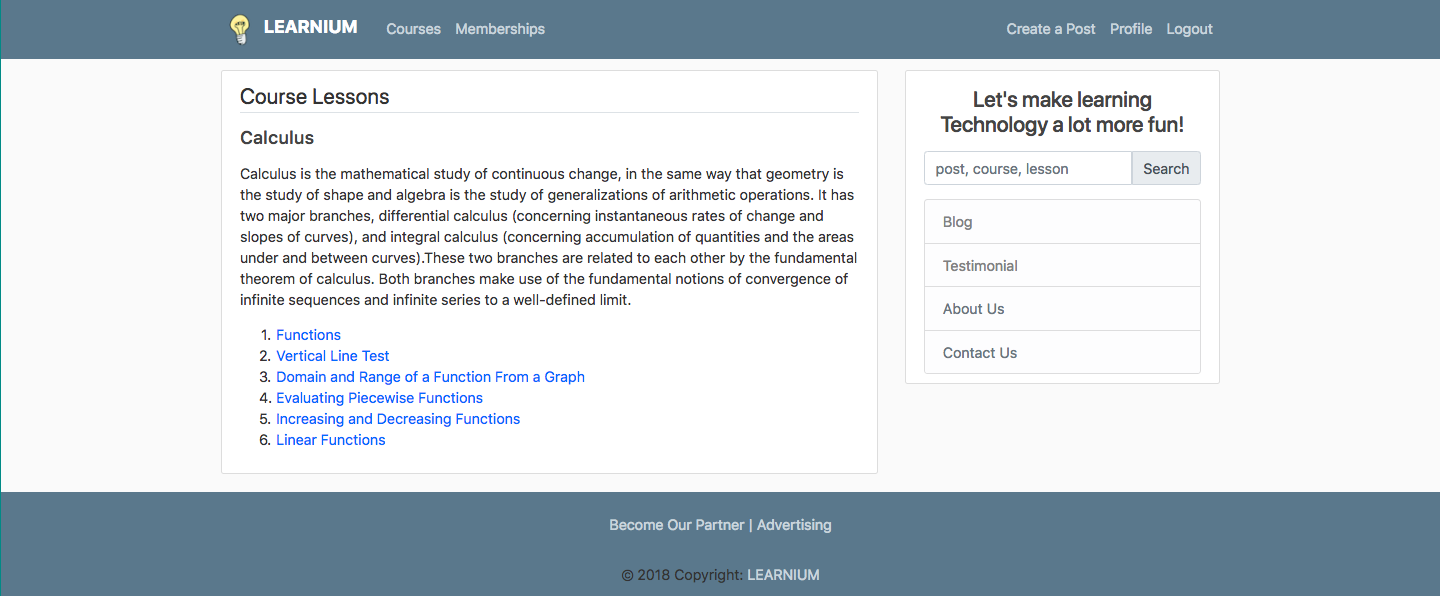 LEARNIUM Courses Memberships Create a Post Profile Logout
Course Lessons
Calculus
Calculus is the mathematical study of continuous change, in the same way that geometry is
the study of shape and algebra is the study of generalizations of arithmetic operations. It has
two major branches, differential calculus (concerning instantaneous rates of change and
slopes of curves), and integral calculus (concerning accumulation of quantities and the areas
under and between curves).These two branches are related to each other by the fundamental
theorem of calculus. Both branches make use of the fundamental notions of convergence of
infinite sequences and infinite series to a well-defined limit.
1. Functions
2. Vertical Line Test
3. Domain and Range of a Function From a Graph
4. Evaluating Piecewise Functions
5. Increasing and Decreasing Functions
6. Linear Functions
Let's make learning
Technology a lot more fun!
post, course, lesson Search
Blog
Testimonial
About Us
Contact Us
Become Our Partner | Advertising
© 2018 Copyright: LEARNIUM